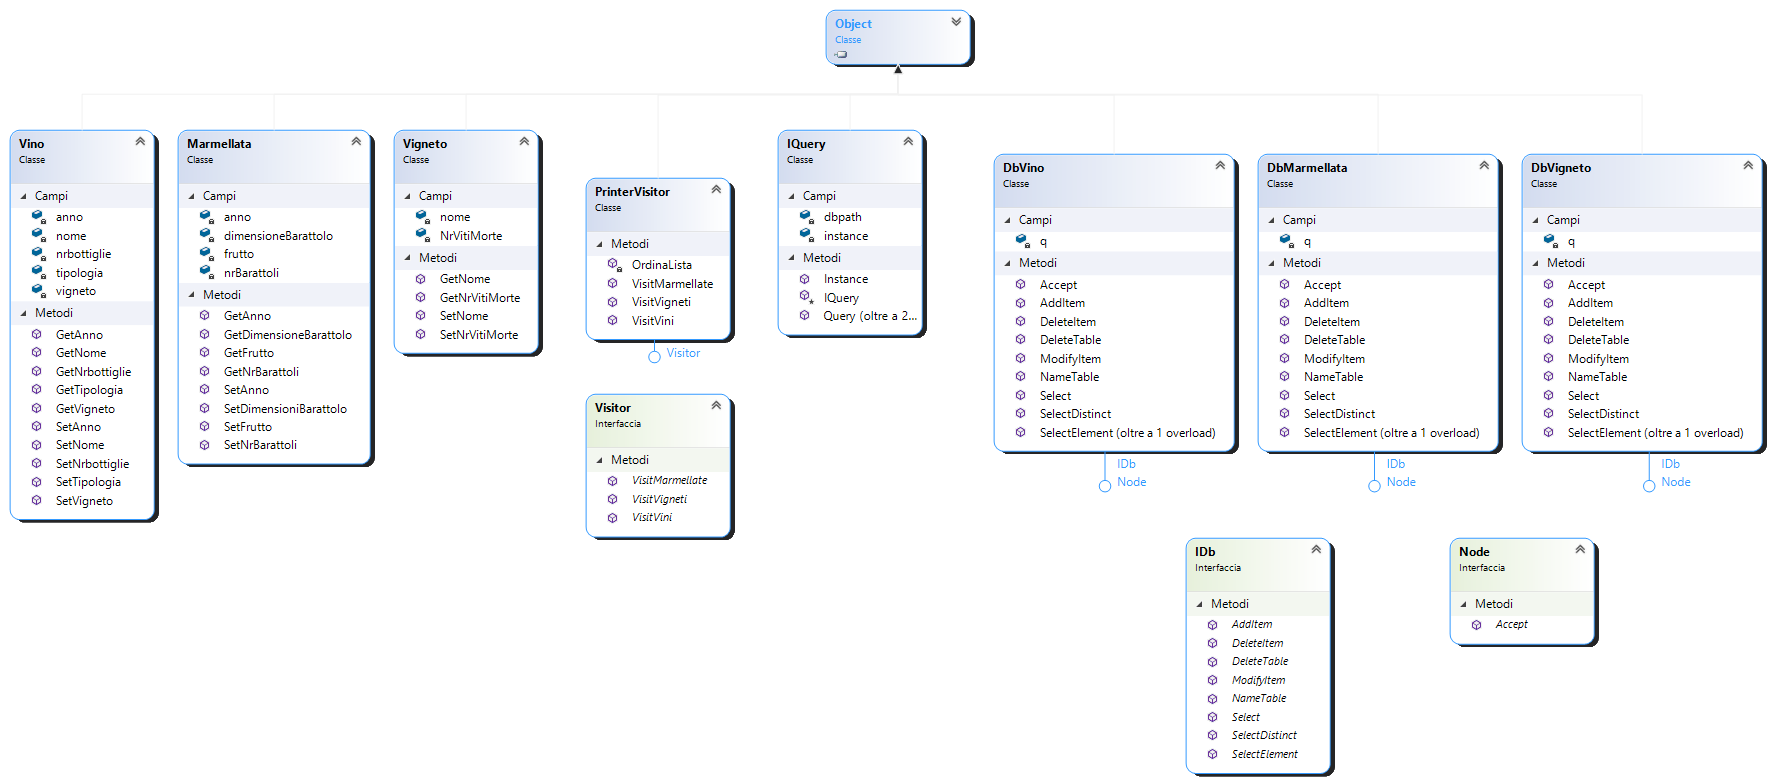 Object
Classe
Vino
Classe
Campi
anno
nome
nrbottiglie
tipologia
vigneto
Metodi
GetAnno
GetNome
GetNrbottiglie
GetTipologia
GetVigneto
SetAnno
SetNome
SetNrbottiglie
SetTipologia
SetVigneto
Marmellata
Classe
Campi
anno
dimensioneBarattolo
frutto
nrBarattoli
Metodi
GetAnno
GetDimensioneBarattolo
GetFrutto
GetNrBarattoli
SetAnno
SetDimensioniBarattolo
SetFrutto
SetNrBarattoli
Vigneto
Classe
Campi
nome
NrVitiMorte
Metodi
GetNome
GetNrVitiMorte
SetNome
SetNrVitiMorte
PrinterVisitor
Classe
Metodi
OrdinaLista
VisitMarmellate
VisitVigneti
VisitVini
Visitor
Visitor
Interfaccia
Metodi
VisitMarmellate
VisitVigneti
VisitVini
IQuery
Classe
Campi
dbpath
instance
Metodi
Instance
IQuery
Query (oltre a 2...
DbVino
Classe
Campi
q
Metodi
Accept
AddItem
DeleteItem
DeleteTable
ModifyItem
NameTable
Select
SelectDistinct
SelectElement (oltre a 1 overload)
IDb
Node
DbMarmellata
Classe
Campi
q
Metodi
Accept
AddItem
DeleteItem
DeleteTable
ModifyItem
NameTable
Select
SelectDistinct
SelectElement (oltre a 1 overload)
IDb
Node
DbVigneto
Classe
Campi
q
Metodi
Accept
AddItem
DeleteItem
DeleteTable
ModifyItem
NameTable
Select
SelectDistinct
SelectElement (oltre a 1 overload)
IDb
Node
IDb
Interfaccia
Metodi
AddItem
DeleteItem
DeleteTable
ModifyItem
NameTable
Select
SelectDistinct
SelectElement
Node
Interfaccia
Metodi
Accept